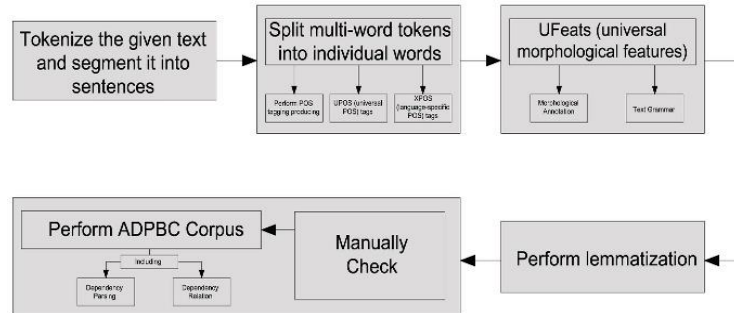 Tokenize the given text
and segment it into
sentences
Split multi-word tokens
into individual words
Perform POS
tagging producing
UPOS (universal
POS) tags
XPOS
(language-specific
POS) tags
UFeats (universal
morphological features)
Morphological
Annotation
Text Grammar
Perform lemmatization
Manually
Check
Perform ADPBC Corpus
Including
Dependency
Parsing
Dependency
Relation